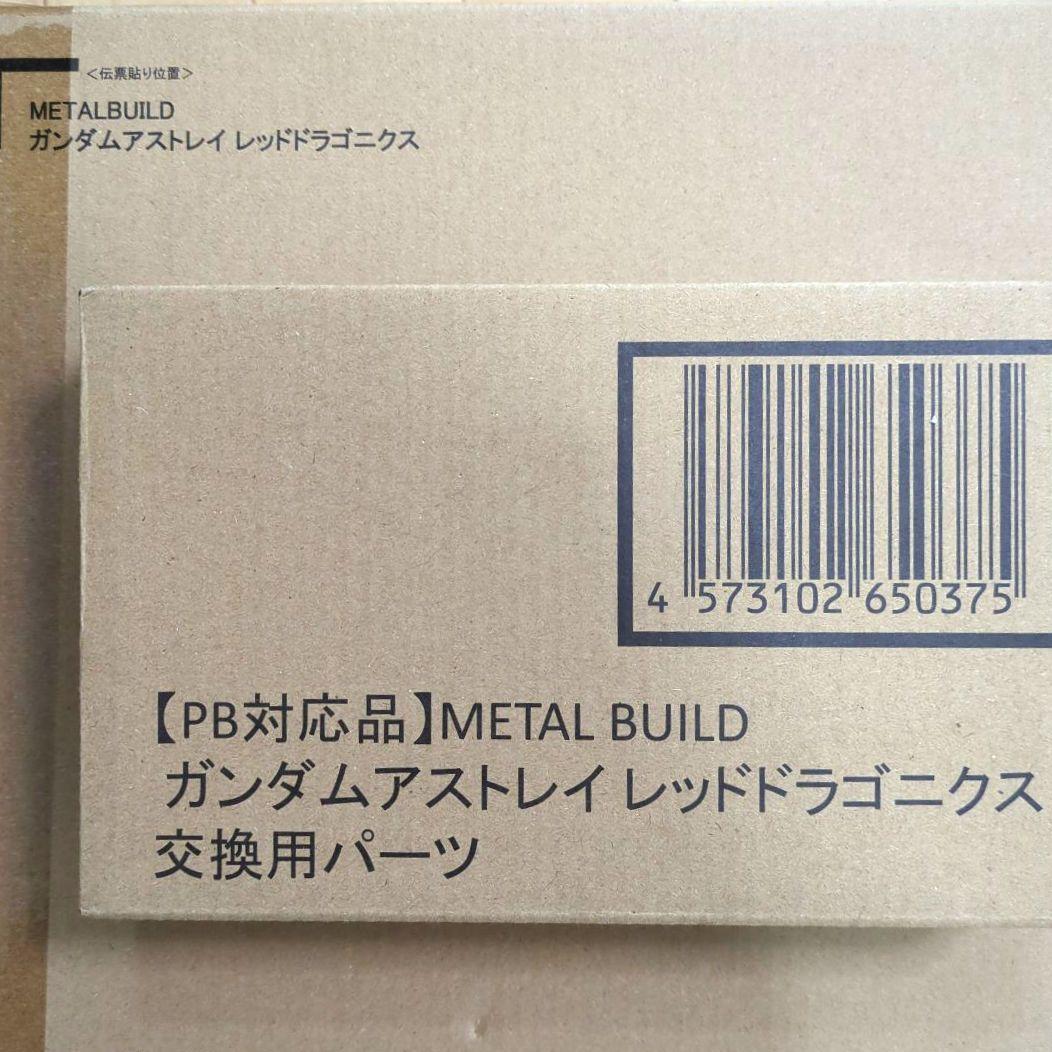 ＜伝票貼り位置＞
METALBUILD
ガンダムアストレイ レッドドラゴニクス
4 573102 650375
【PB対応品】METAL BUILD
ガンダムアストレイ レッドドラゴニクス
交換用パーツ